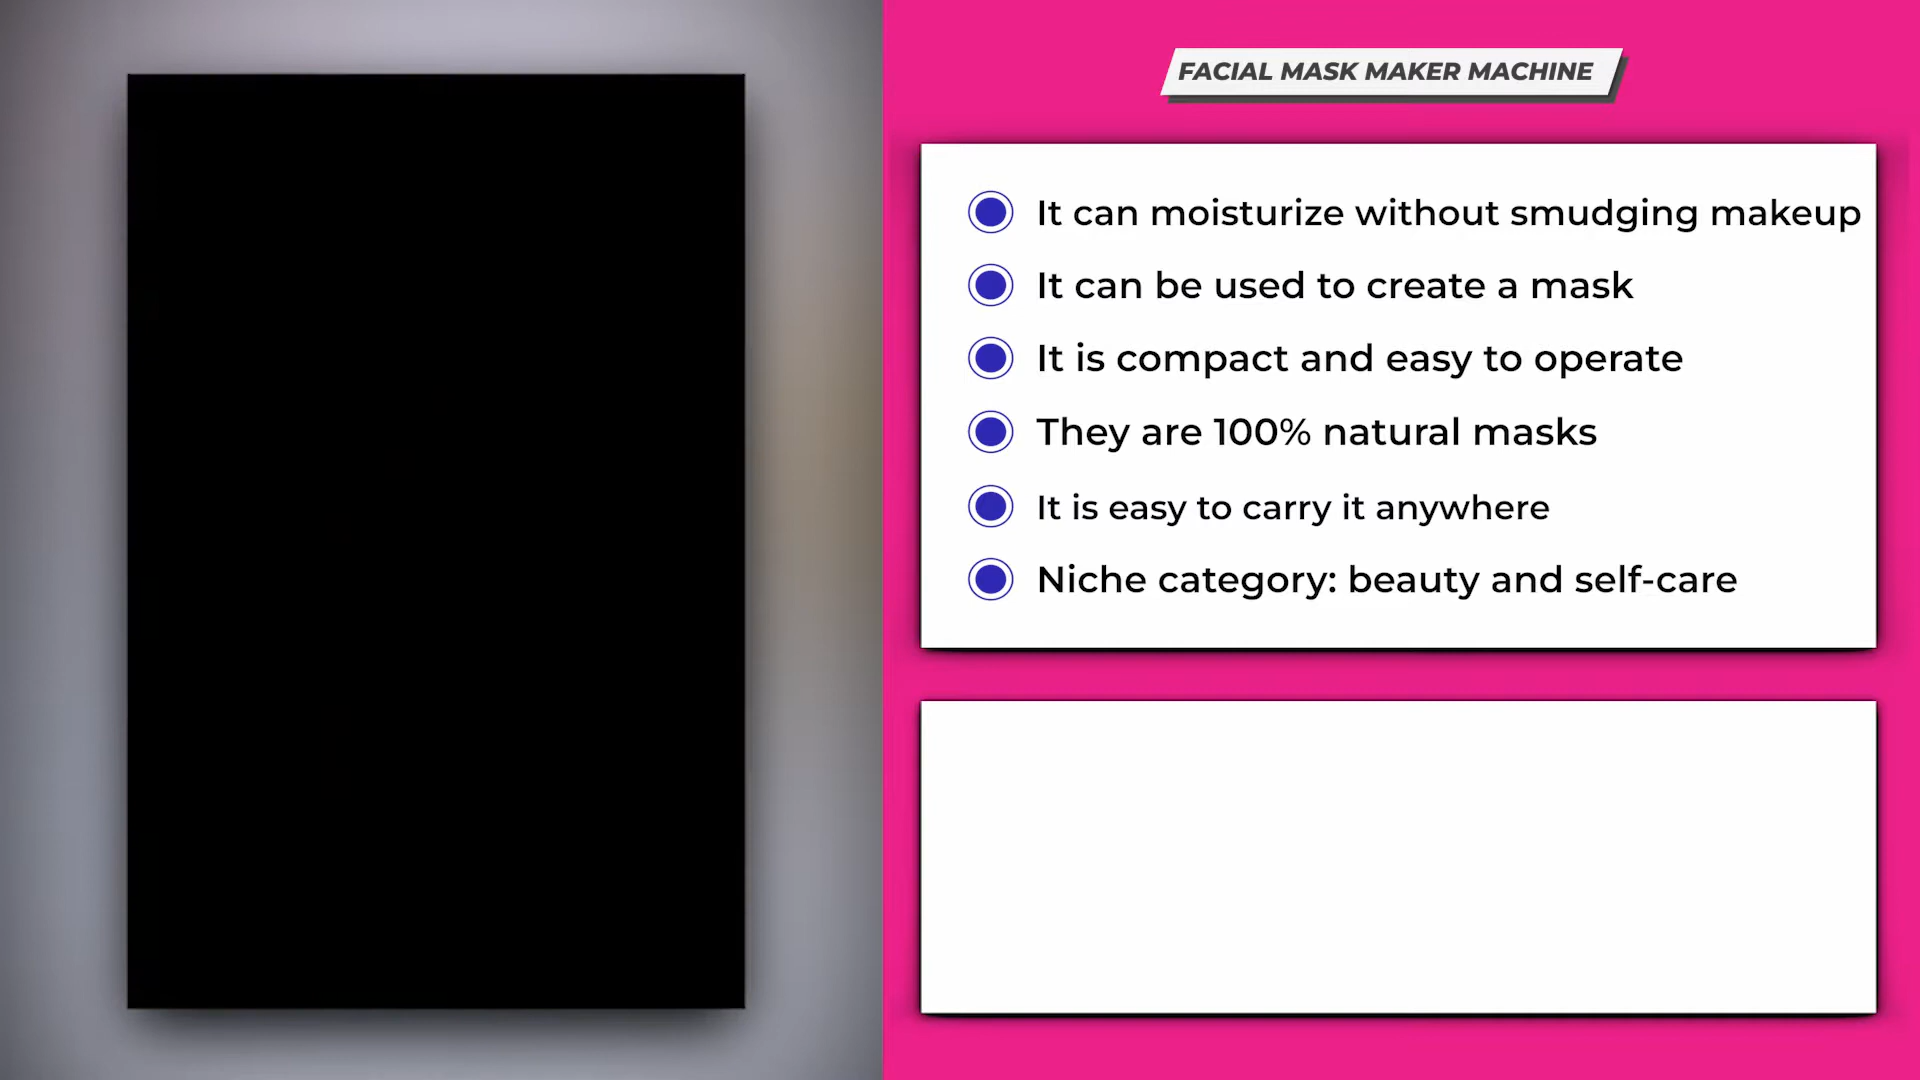 FACIAL MASK MAKER MACHINE
It can moisturize without smudging makeup
It can be used to create a mask
It is compact and easy to operate
They are 100% natural masks
It is easy to carry it anywhere
Niche category: beauty and self-care